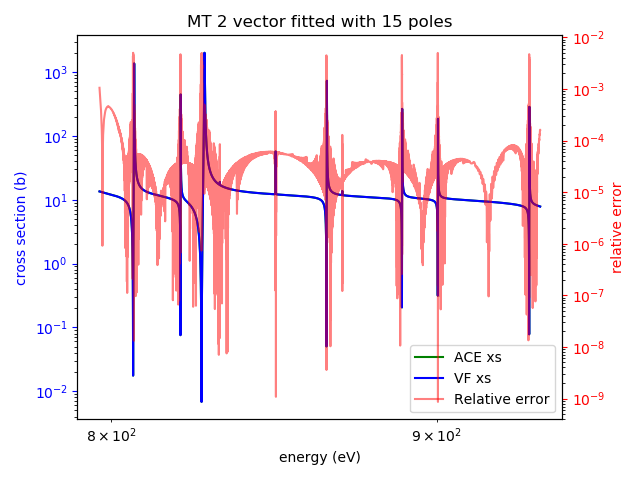 MT 2 vector fitted with 15 poles
10³
10²
10¹
10⁰
10⁻¹
10⁻²
cross section (b)
10⁻²
10⁻³
10⁻⁴
10⁻⁵
10⁻⁶
10⁻⁷
10⁻⁸
10⁻⁹
relative error
ACE xs
VF xs
Relative error
8 × 10² 9 × 10²
energy (eV)